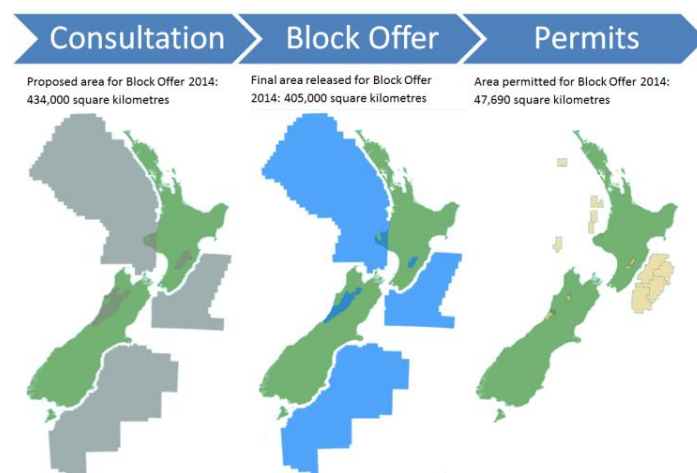 Consultation
Block Offer
Permits
Proposed area for Block Offer 2014:
434,000 square kilometres
Final area released for Block Offer
2014: 405,000 square kilometres
Area permitted for Block Offer 2014:
47,690 square kilometres